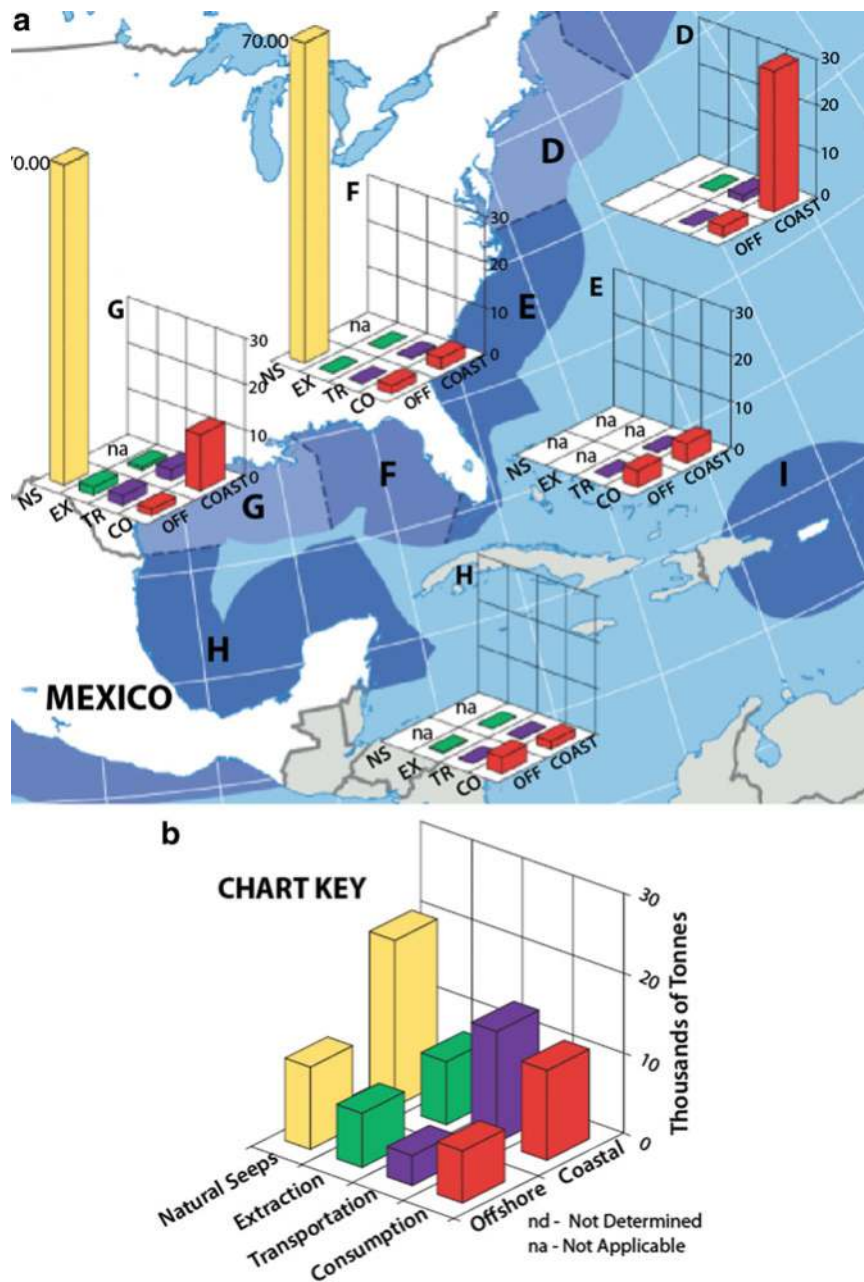 a
70.00
D
30
20
10
0
OFF COAST
0.00
F
30
20
10
0
na
NS
EX
TR
CO
OFF
COAST
D
E
G
30
20
10
0
na
NS
EX
TR
CO
OFF
COAST
E
30
20
10
0
na
na
na
na
NS
EX
TR
CO
OFF
COAST
F
G
I
H
H
MEXICO
na
na
NS
EX
TR
CO
OFF
COAST
b
CHART KEY
30
20
10
0
Thousands of Tonnes
Natural Seeps
Extraction
Transportation
Consumption
Offshore
Coastal
nd - Not Determined
na - Not Applicable